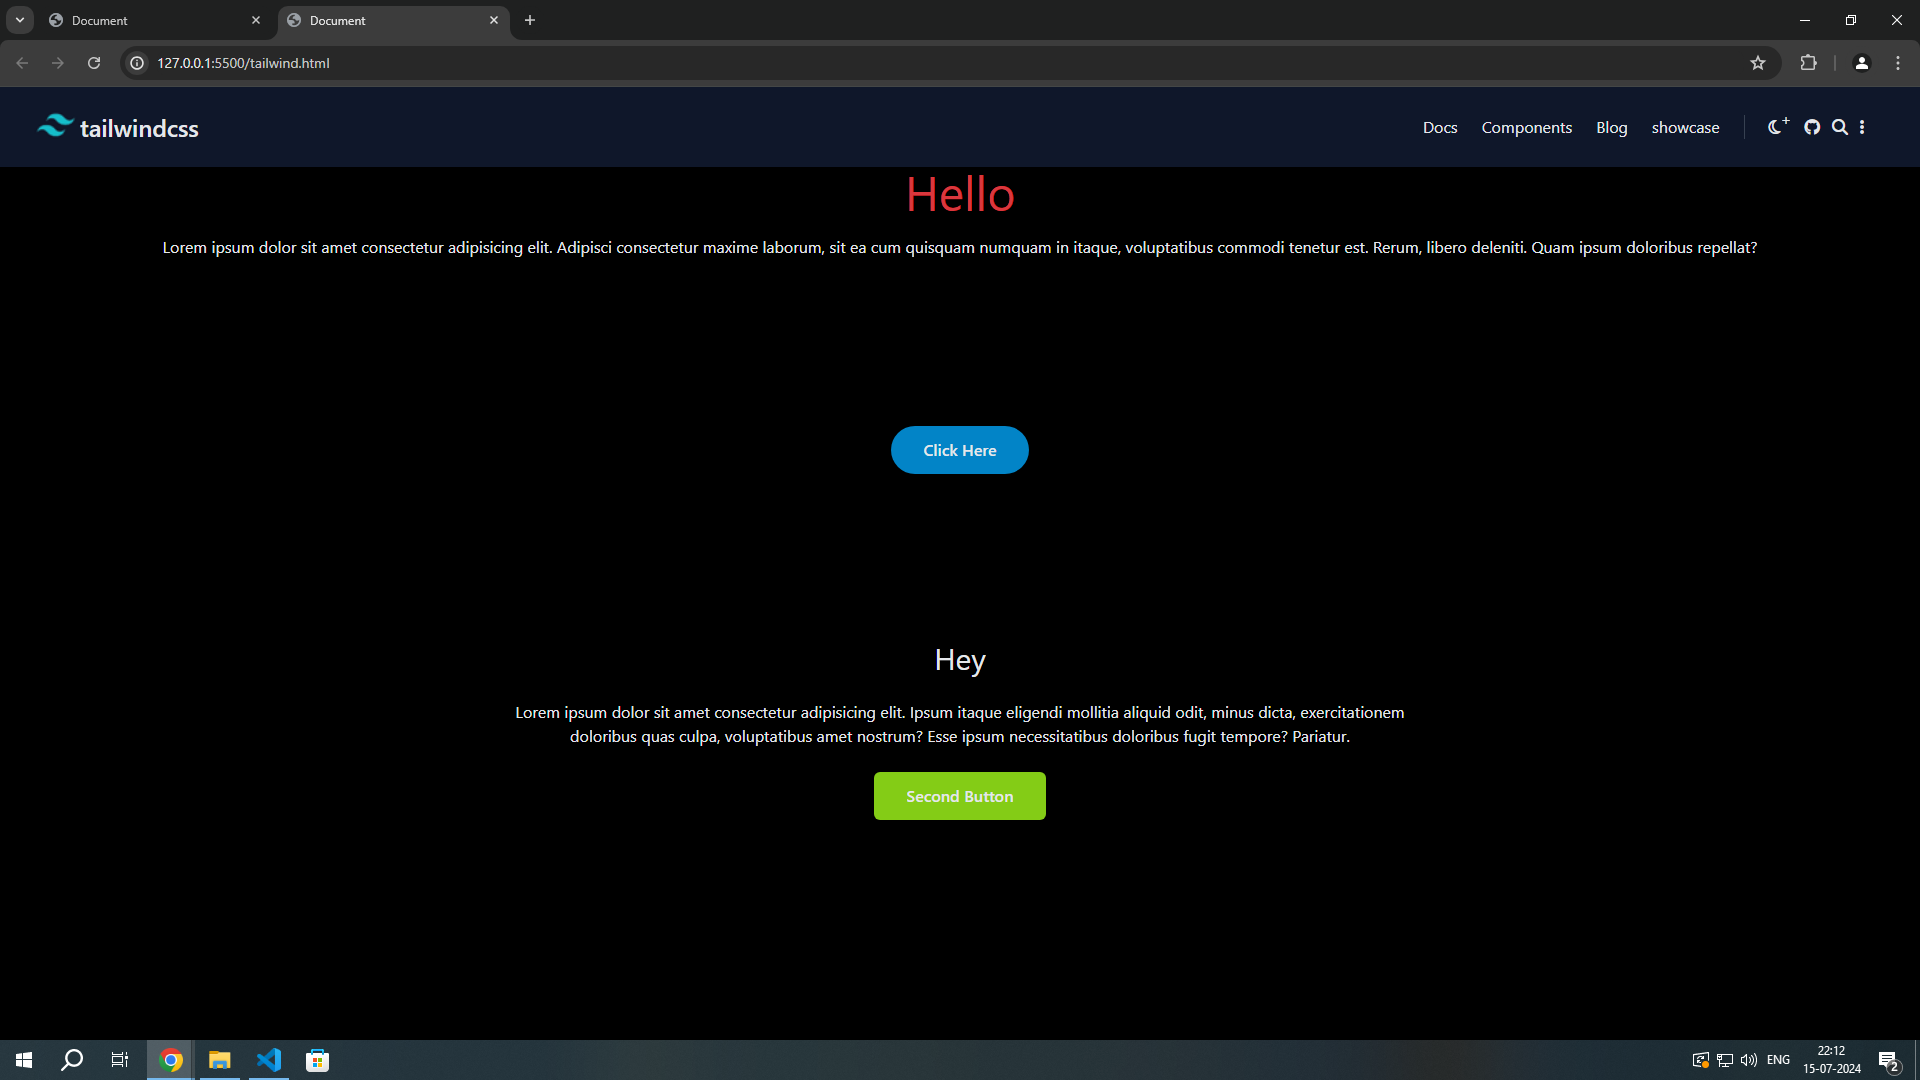 Document
Document
127.0.0.1:5500/tailwind.html
tailwindcss
Docs
Components
Blog
showcase
Hello
Lorem ipsum dolor sit amet consectetur adipisicing elit. Adipisci consectetur maxime laborum, sit ea cum quisquam numquam in itaque, voluptatibus commodi tenetur est. Rerum, libero deleniti. Quam ipsum doloribus repellat?
Click Here
Hey
Lorem ipsum dolor sit amet consectetur adipisicing elit. Ipsum itaque eligendi mollitia aliquid odit, minus dicta, exercitationem
doloribus quas culpa, voluptatibus amet nostrum? Esse ipsum necessitatibus doloribus fugit tempore? Pariatur.
Second Button
ENG
22:12
15-07-2024
2